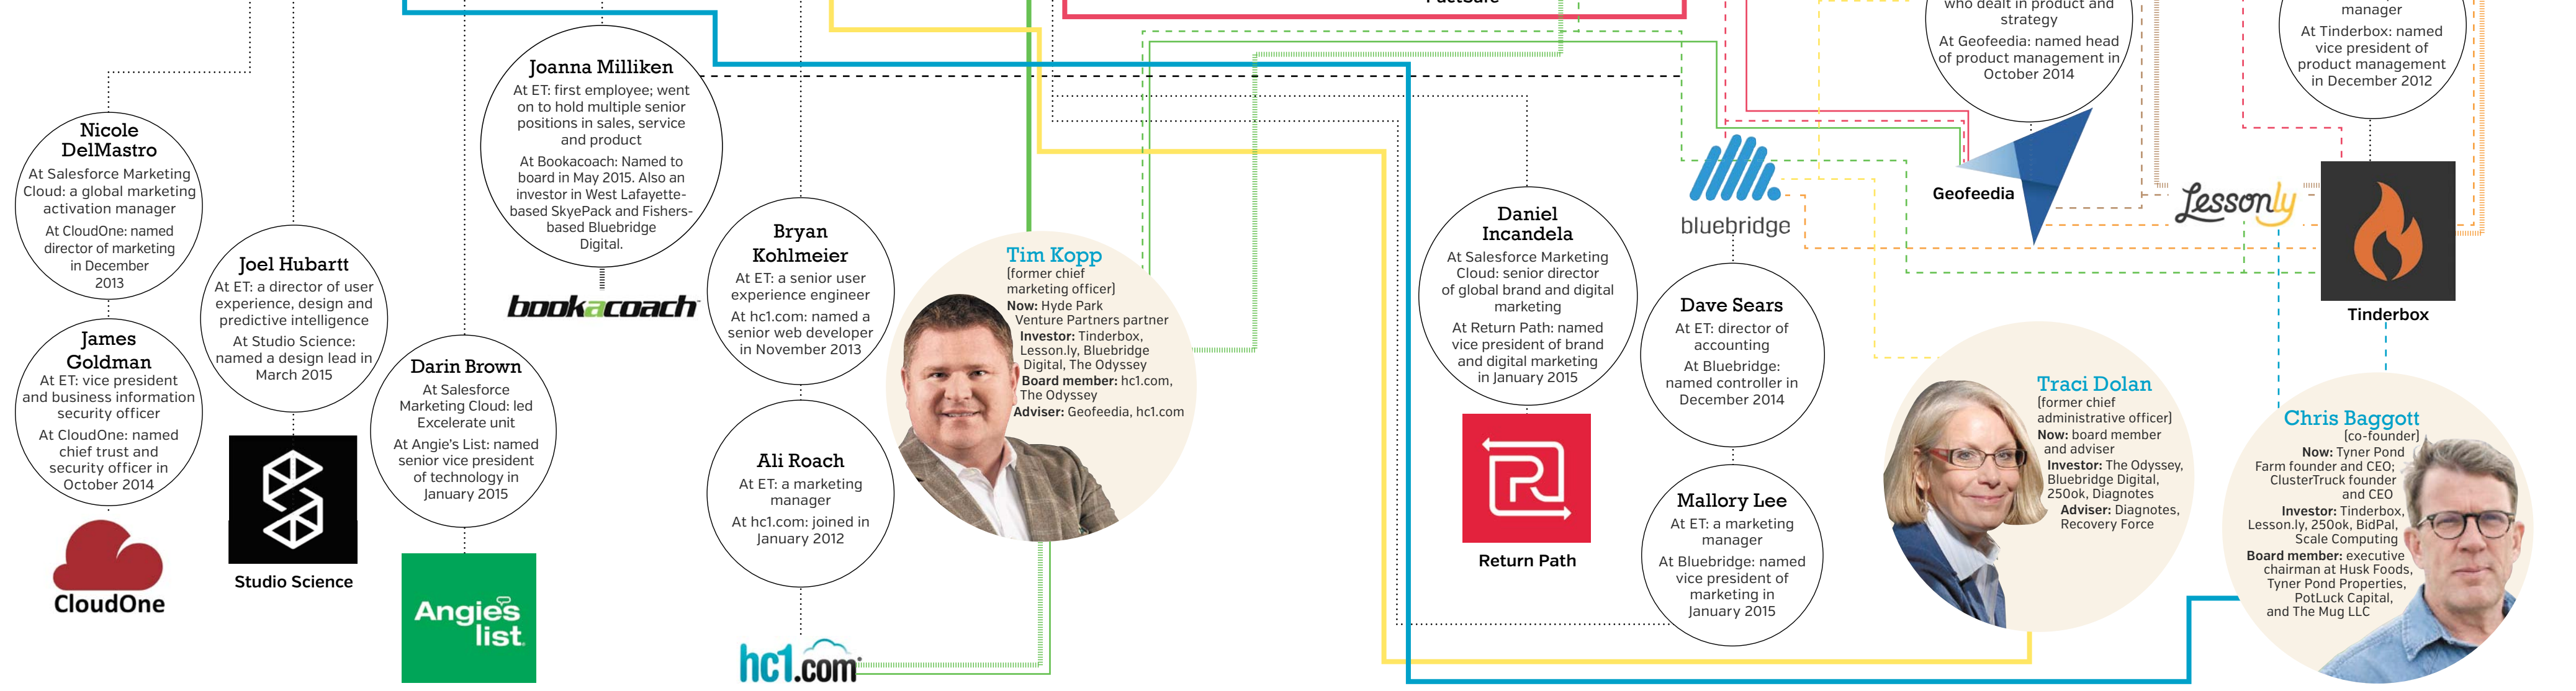 who dealt in product and
strategy
At Geofeedia: named head
of product management in
October 2014
manager
At Tinderbox: named
vice president of
product management
in December 2012
Joanna Milliken
At ET: first employee; went
on to hold multiple senior
positions in sales, service
and product
At Bookacoach: Named to
board in May 2015. Also an
investor in West Lafayette-
based SkyePack and Fishers-
based Bluebridge
Digital.
bookacoach
Nicole
DelMastro
At Salesforce Marketing
Cloud: a global marketing
activation manager
At CloudOne: named
director of marketing
in December
2013
James
Goldman
At ET: vice president
and business information
security officer
At CloudOne: named
chief trust and
security officer in
October 2014
CloudOne
Joel Hubartt
At ET: a director of user
experience, design and
predictive intelligence
At Studio Science:
named a design lead in
March 2015
Studio Science
Darin Brown
At Salesforce
Marketing Cloud: led
Excelerate unit
At Angie's List: named
senior vice president
of technology in
January 2015
Angie's
list
Bryan
Kohlmeier
At ET: a senior user
experience engineer
At hc1.com: named a
senior web developer
in November 2013
Ali Roach
At ET: a marketing
manager
At hc1.com: joined in
January 2012
hc1.com
Tim Kopp
(former chief
marketing officer)
Now: Hyde Park
Venture Partners partner
Investor: Tinderbox,
Lesson.ly, Bluebridge
Digital, The Odyssey
Board member: hc1.com,
The Odyssey
Adviser: Geofeedia, hc1.com
Daniel
Incandela
At Salesforce Marketing
Cloud: senior director
of global brand and digital
marketing
At Return Path: named
vice president of brand
and digital marketing
in January 2015
R
Return Path
bluebridge
Dave Sears
At ET: director of
accounting
At Bluebridge:
named controller in
December 2014
Mallory Lee
At ET: a marketing
manager
At Bluebridge: named
vice president of
marketing in
January 2015
Geofeedia
Lessonly
Tinderbox
Traci Dolan
(former chief
administrative officer)
Now: board member
and adviser
Investor: The Odyssey,
Bluebridge Digital,
250ok, Diagnotes
Adviser: Diagnotes,
Recovery Force
Chris Baggott
(co-founder)
Now: Tyner Pond
Farm founder and CEO;
ClusterTruck founder
and CEO
Investor: Tinderbox,
Lesson.ly, 250ok, BidPal,
Scale Computing
Board member: executive
chairman at Husk Foods,
Tyner Pond Properties,
PotLuck Capital,
and The Mug LLC